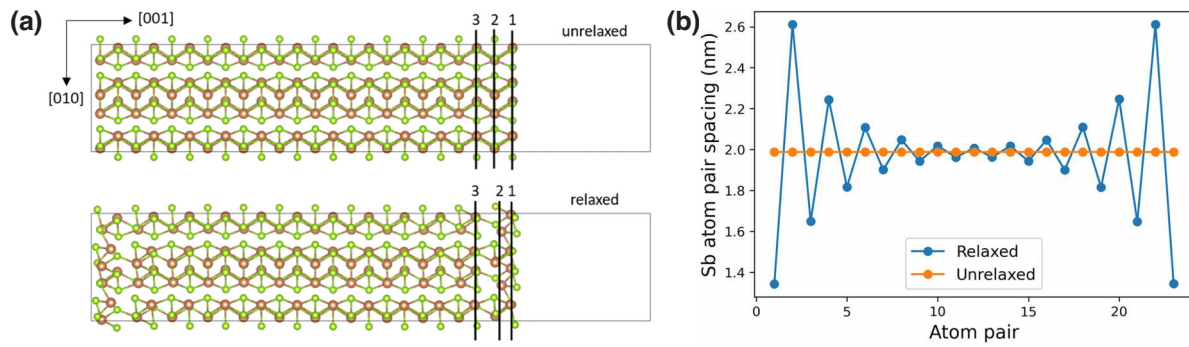 (a)
[001]
[010]
3 2 1
unrelaxed
3 2 1
relaxed
(b)
Sb atom pair spacing (nm)
2.6
2.4
2.2
2.0
1.8
1.6
1.4
Relaxed
Unrelaxed
0 5 10 15 20
Atom pair